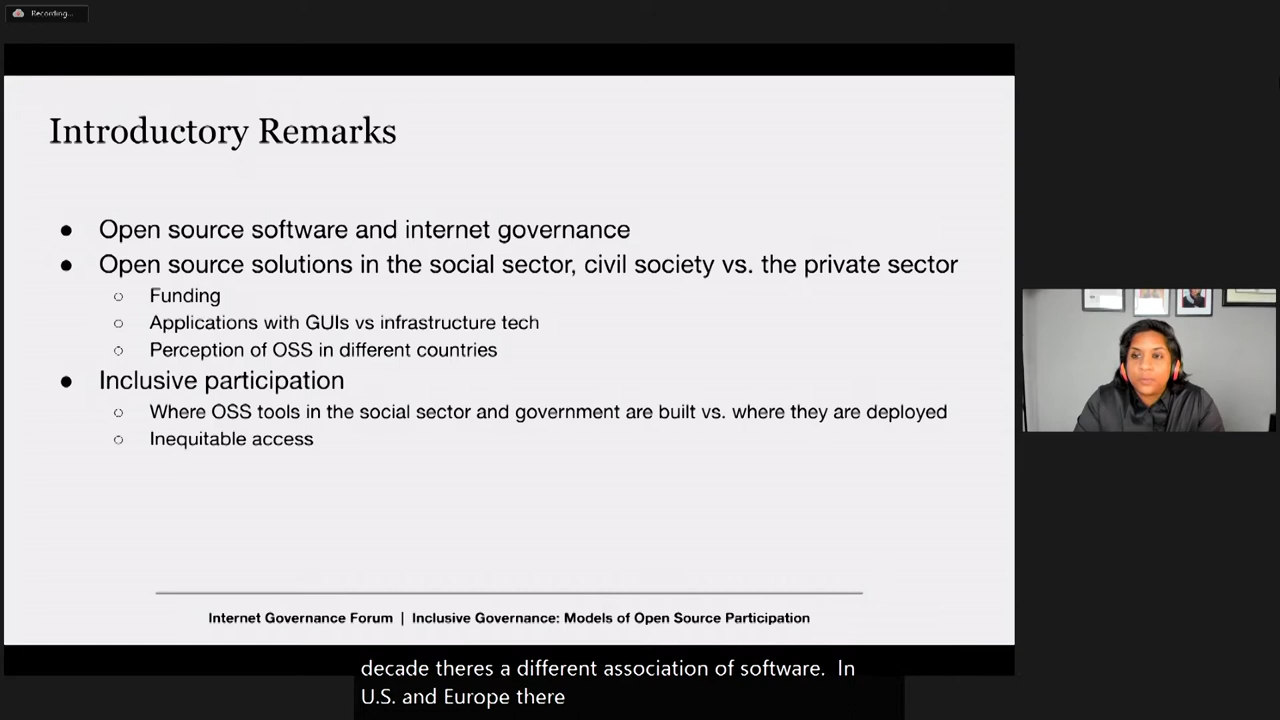 Recording...
Introductory Remarks
● Open source software and internet governance
● Open source solutions in the social sector, civil society vs. the private sector
○ Funding
○ Applications with GUIs vs infrastructure tech
○ Perception of OSS in different countries
● Inclusive participation
○ Where OSS tools in the social sector and government are built vs. where they are deployed
○ Inequitable access
Internet Governance Forum | Inclusive Governance: Models of Open Source Participation
decade theres a different association of software. In
U.S. and Europe there